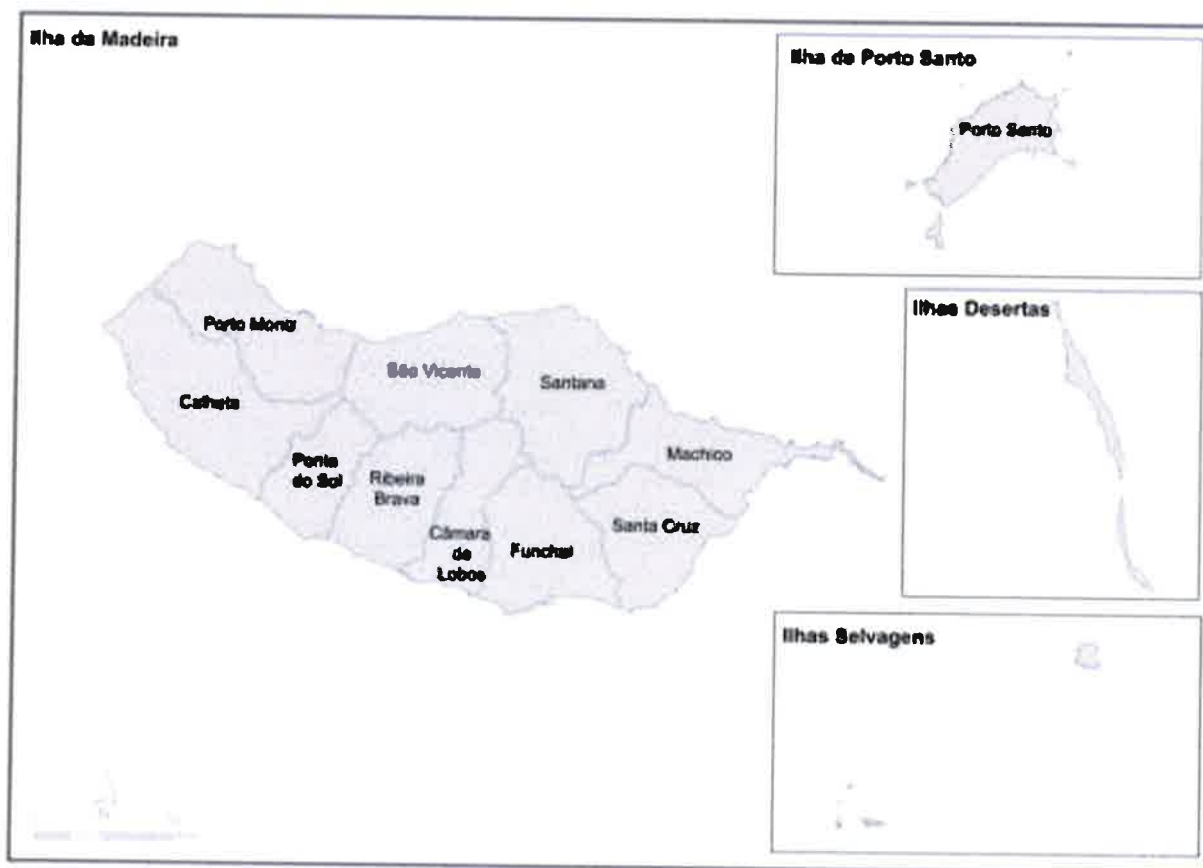 Ilha da Madeira
Ilha de Porto Santo
Porto Santo
Ilhas Desertas
Porto Moniz
São Vicente
Santana
Calheta
Machico
Ponta
do Sol
Ribeira
Brava
Santa Cruz
Câmara
de
Lobos
Funchal
Ilhas Selvagens